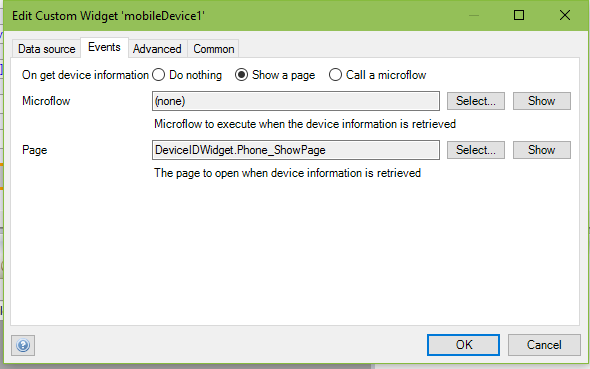 Edit Custom Widget 'mobileDevice1'
Data source Events Advanced Common
On get device information Do nothing Show a page Call a microflow
Microflow (none) Select... Show
Microflow to execute when the device information is retrieved
Page DeviceIDWidget.Phone_ShowPage Select... Show
The page to open when device information is retrieved
OK Cancel